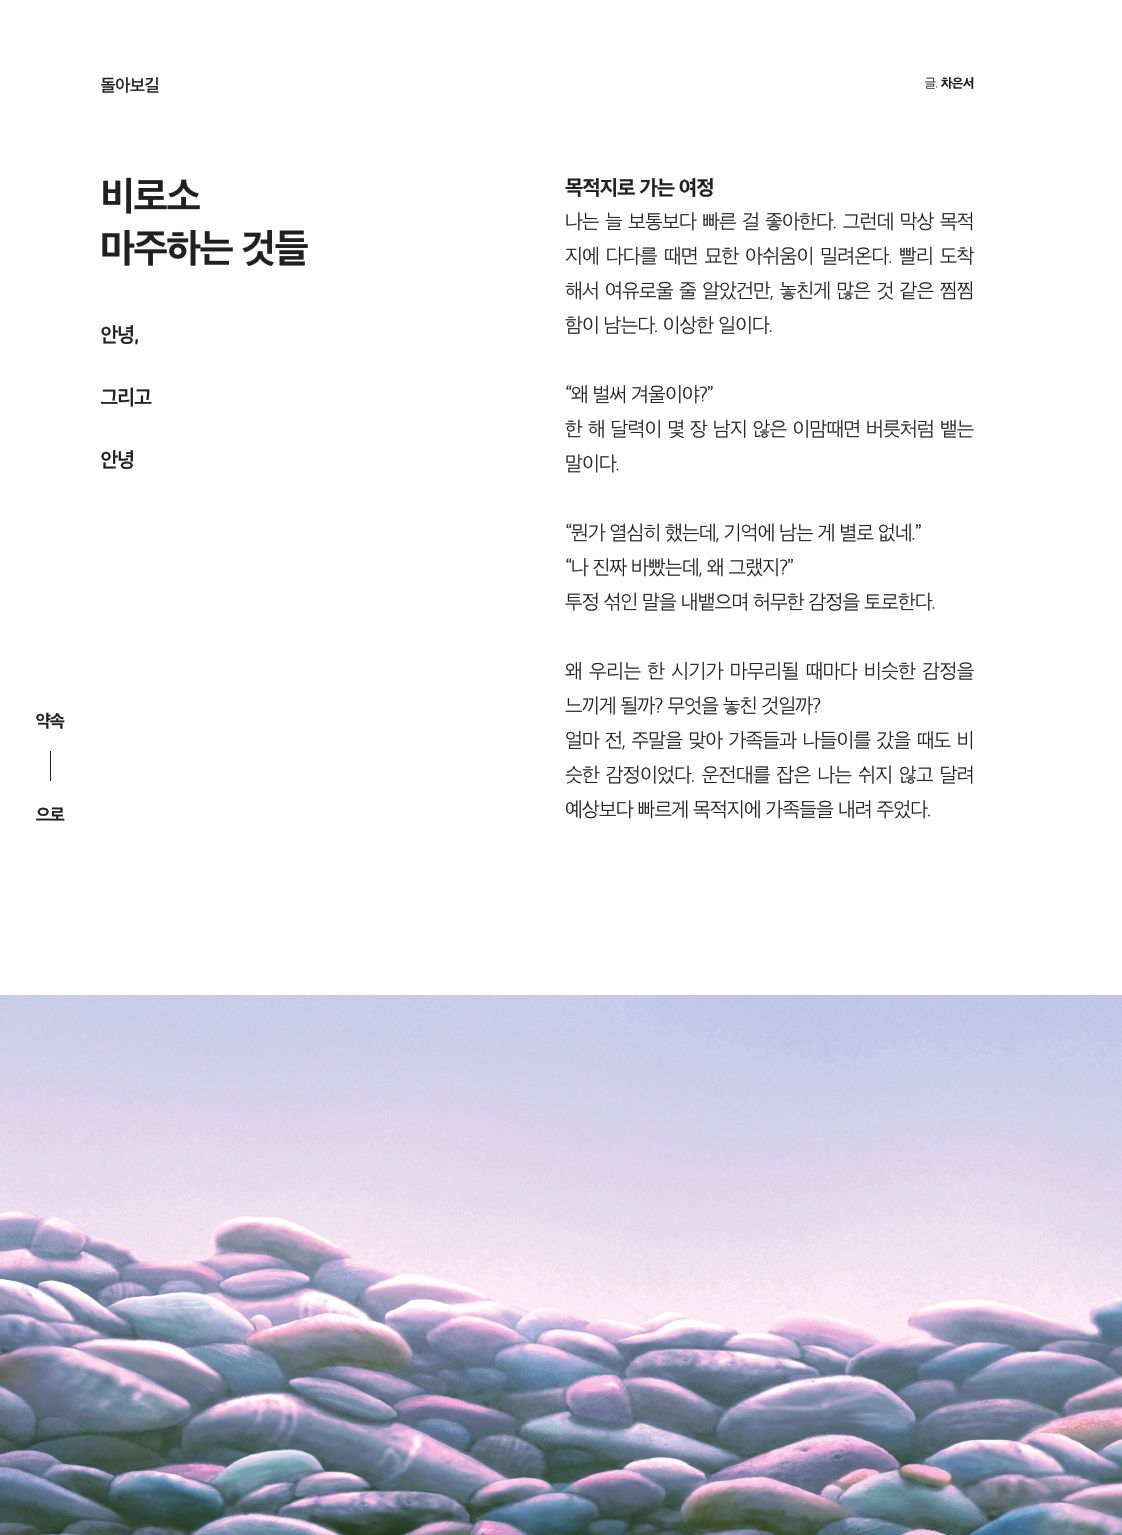 돌아보길
글. 차은서
비로소
마주하는 것들
안녕,
그리고
안녕
약속
으로
목적지로 가는 여정
나는 늘 보통보다 빠른 걸 좋아한다. 그런데 막상 목적
지에 다다를 때면 묘한 아쉬움이 밀려온다. 빨리 도착
해서 여유로울 줄 알았건만, 놓친게 많은 것 같은 찜찜
함이 남는다. 이상한 일이다.
“왜 벌써 겨울이야?”
한 해 달력이 몇 장 남지 않은 이맘때면 버릇처럼 뱉는
말이다.
“뭔가 열심히 했는데, 기억에 남는 게 별로 없네.”
“나 진짜 바빴는데, 왜 그랬지?”
투정 섞인 말을 내뱉으며 허무한 감정을 토로한다.
왜 우리는 한 시기가 마무리될 때마다 비슷한 감정을
느끼게 될까? 무엇을 놓친 것일까?
얼마 전, 주말을 맞아 가족들과 나들이를 갔을 때도 비
슷한 감정이었다. 운전대를 잡은 나는 쉬지 않고 달려
예상보다 빠르게 목적지에 가족들을 내려 주었다.